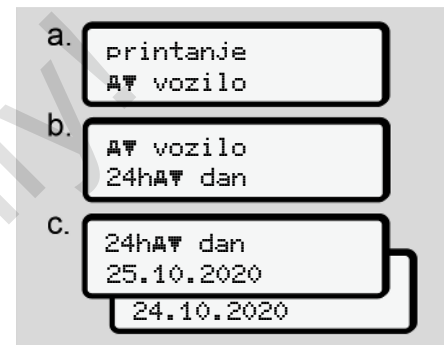 a.
printanje
vozilo
b.
vozilo
24h dan
c.
24h dan
25.10.2020
24.10.2020